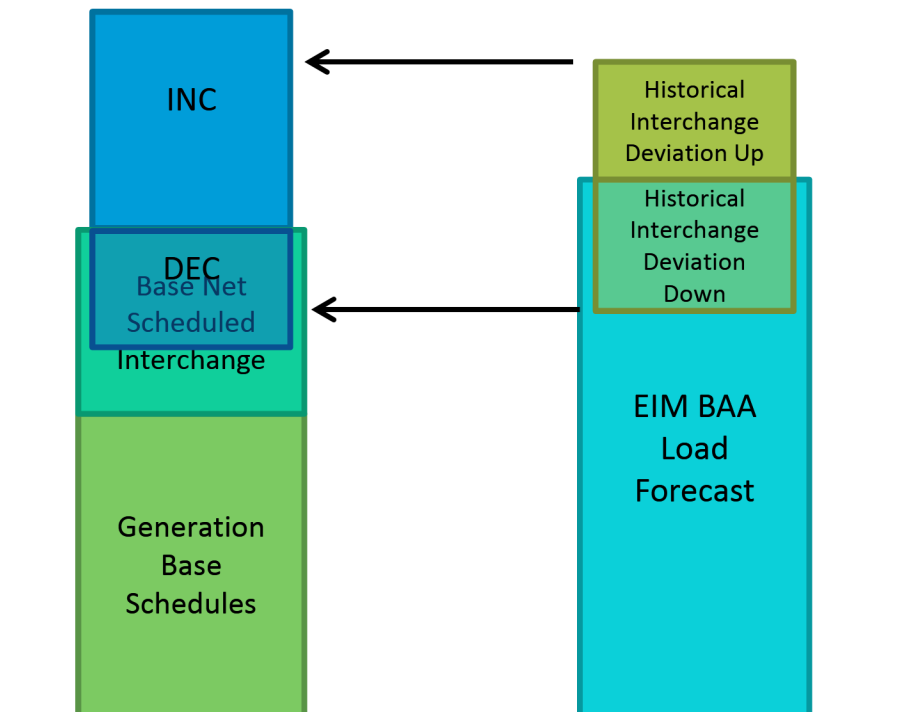 INC
DEC
Base Net
Scheduled
Interchange
Generation
Base
Schedules
Historical
Interchange
Deviation Up
Historical
Interchange
Deviation
Down
EIM BAA
Load
Forecast